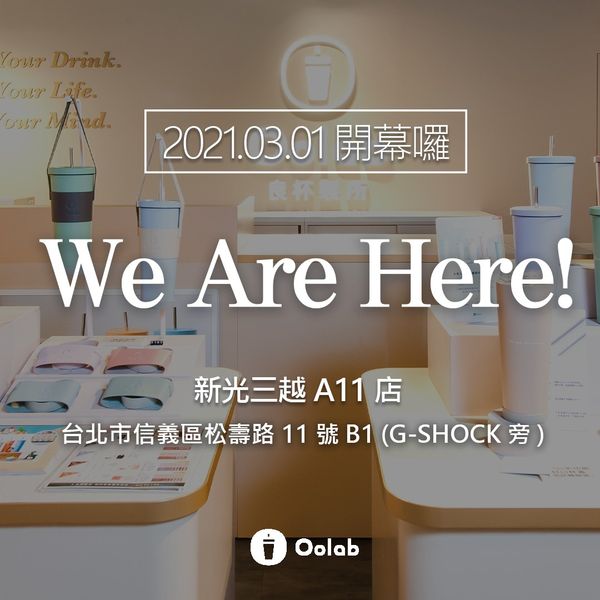 Your Drink.
Your Life.
Your Mind.
2021.03.01 開幕囉
良杯製所
We Are Here!
新光三越 A11 店
台北市信義區松壽路 11 號 B1 (G-SHOCK 旁 )
Oolab